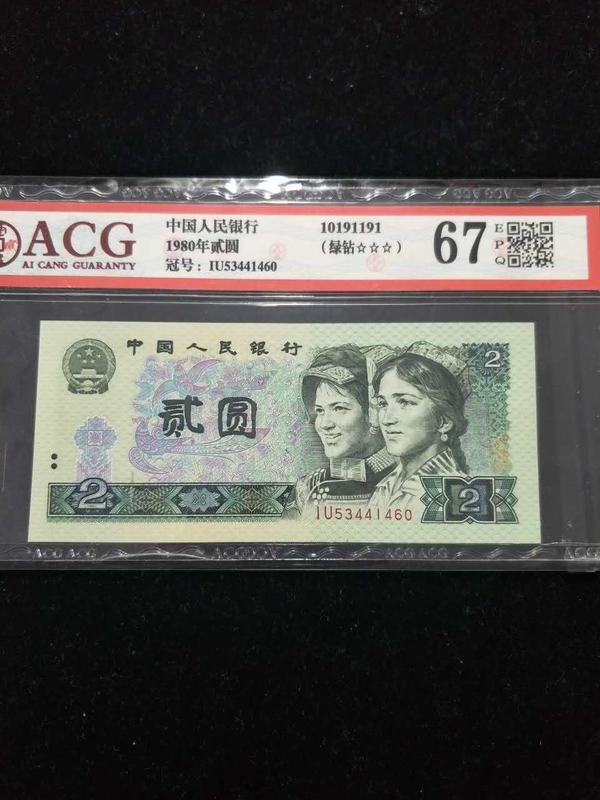 ACG
AI CANG GUARANTY
中国人民银行
1980年贰圆
冠号：IU53441460
10191191
（绿钻☆☆☆）
67
E
P
Q
中国人民银行
2
贰圆
2
IU53441460
2